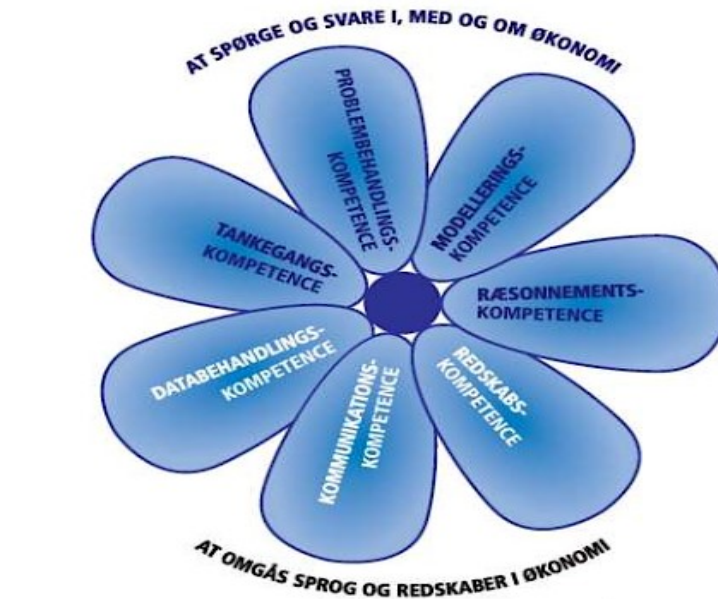 AT SPØRGE OG SVARE I, MED OG OM ØKONOMI
PROBLEMBEHANDLINGS-
KOMPETENCE
MODELLERINGS-
KOMPETENCE
TANKEGANGS-
KOMPETENCE
RÆSONNEMENTS-
KOMPETENCE
DATABEHANDLINGS-
KOMPETENCE
KOMMUNIKATIONS-
KOMPETENCE
REDSKABS-
KOMPETENCE
AT OMGÅS SPROG OG REDSKABER I ØKONOMI